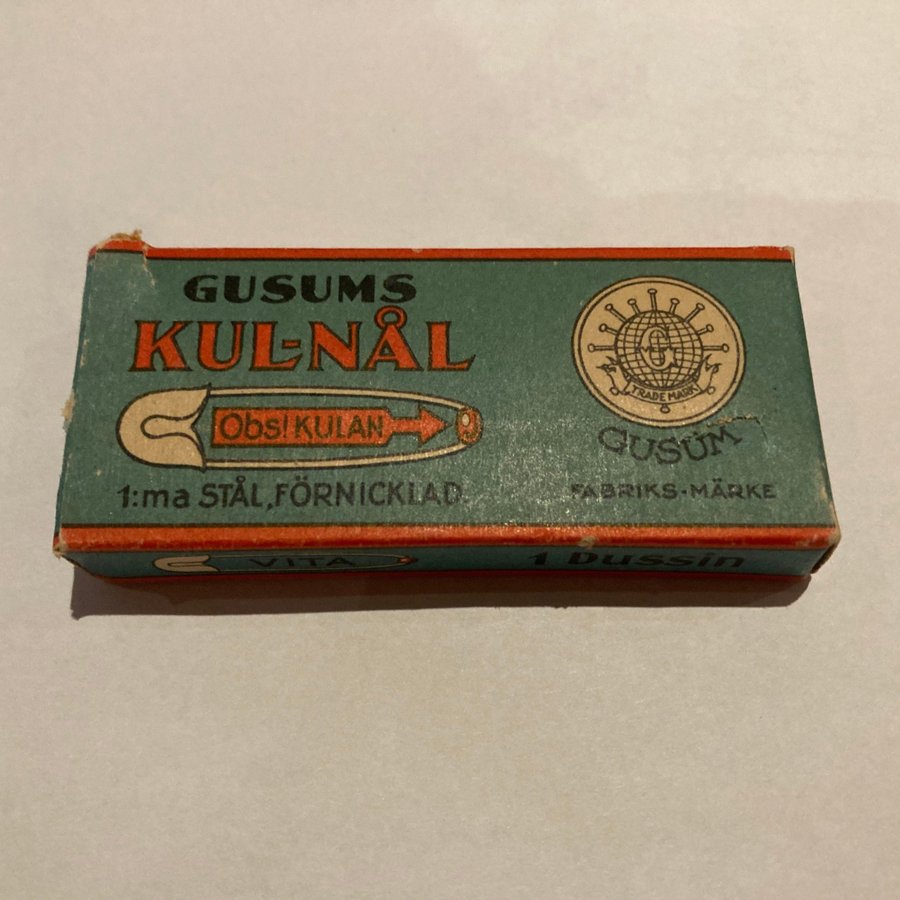 GUSUMS
KUL-NÅL
Obs! KULAN
1:ma STÅL, FÖRNICKLAD.
TRADE MARK
GUSUM
FABRIKS-MÄRKE
VITA
1 Dussin